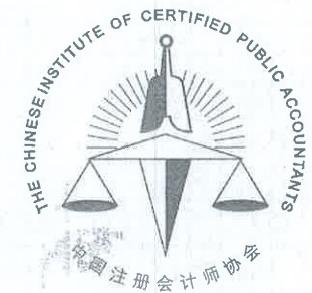 THE CHINESE INSTITUTE OF CERTIFIED PUBLIC ACCOUNTANTS
中国注册会计师协会